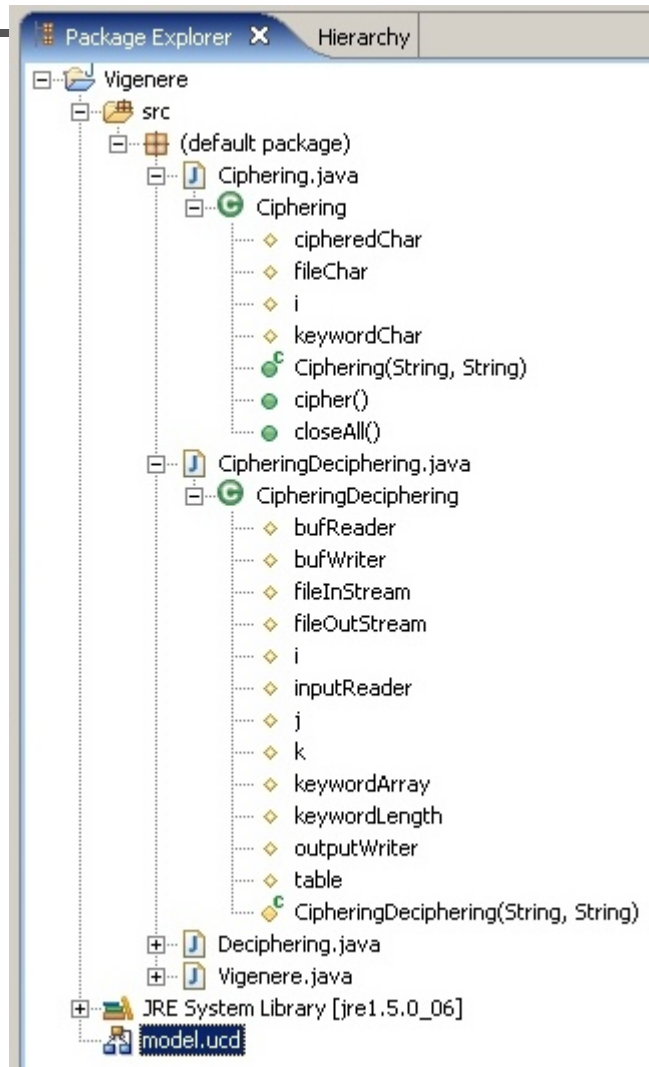 Package Explorer Hierarchy
Vigenere
src
(default package)
J Ciphering.java
C Ciphering
cipheredChar
fileChar
i
keywordChar
C Ciphering(String, String)
cipher()
closeAll()
J CipheringDeciphering.java
C CipheringDeciphering
bufReader
bufWriter
fileInStream
fileOutStream
i
inputReader
j
k
keywordArray
keywordLength
outputWriter
table
C CipheringDeciphering(String, String)
J Deciphering.java
J Vigenere.java
JRE System Library [jre1.5.0_06]
model.ucd